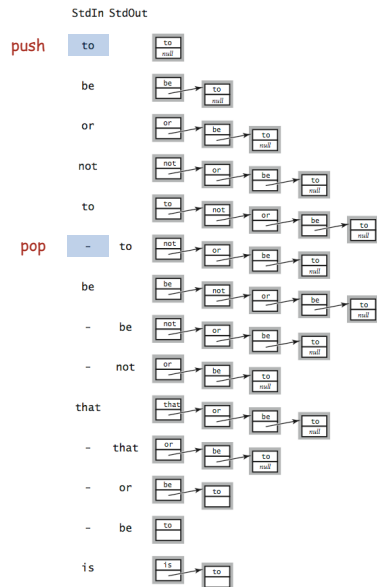 StdIn StdOut
push to to
null
be be to
null
or or be to
null
not not or be to
null
to to not or be to
null
pop - to not or be to
null
be be not or be to
null
- be not or be to
null
- not or be to
null
that that or be to
null
- that or be to
null
- or be to
- be to
is is to